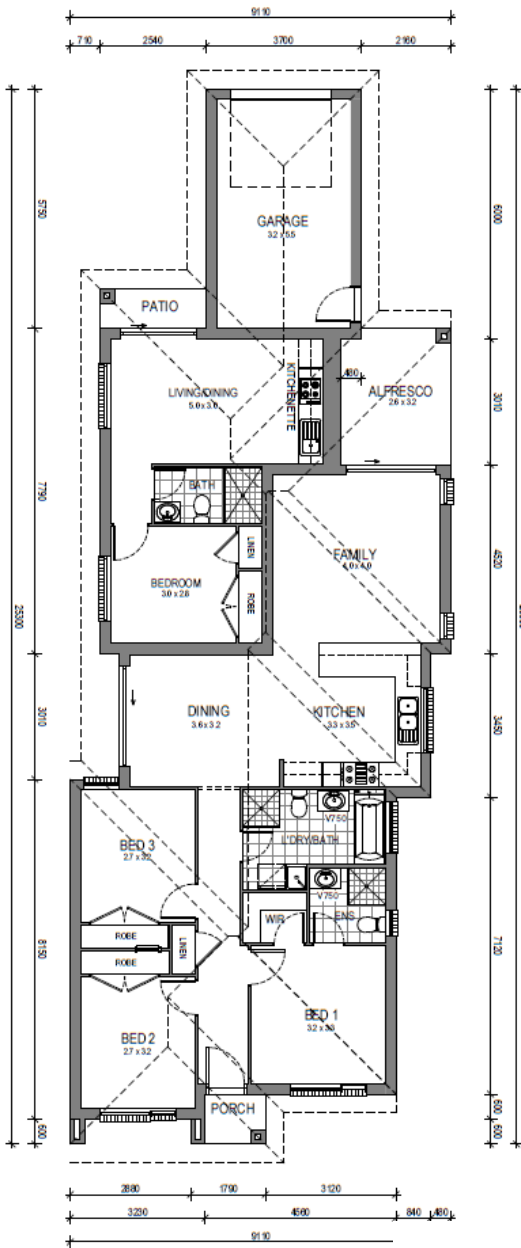 9110
710
2540
3700
2160
GARAGE
3.2 x 5.5
5750
6000
PATIO
LIVING/DINING
5.0 x 3.0
KITCHENETTE
480
ALFRESCO
2.6 x 3.2
3010
BATH
7790
LINEN
FAMILY
4.0 x 4.0
4520
BEDROOM
3.0 x 2.8
ROBE
25300
DINING
3.6 x 3.2
KITCHEN
3.3 x 3.5
3010
3450
V750
L'DRY/BATH
BED 3
2.7 x 3.2
V750
WIR
ENS
ROBE
LINEN
ROBE
8150
7120
BED 1
3.2 x 3.3
BED 2
2.7 x 3.2
PORCH
600
600
600
2880
1790
3120
3230
4560
840
480
9110